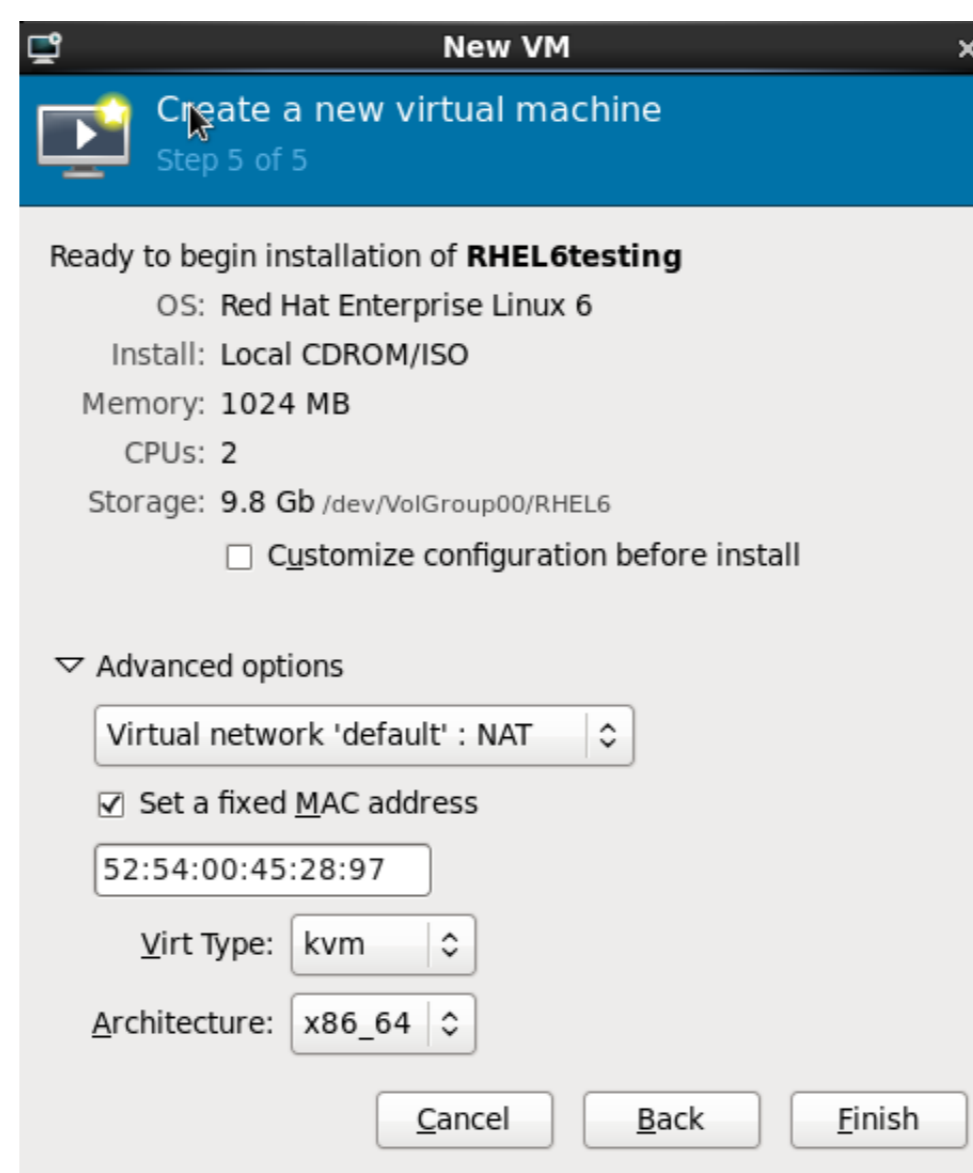 New VM
Create a new virtual machine
Step 5 of 5
Ready to begin installation of RHEL6testing
OS: Red Hat Enterprise Linux 6
Install: Local CDROM/ISO
Memory: 1024 MB
CPUs: 2
Storage: 9.8 Gb /dev/VolGroup00/RHEL6
Customize configuration before install
Advanced options
Virtual network 'default' : NAT
Set a fixed MAC address
52:54:00:45:28:97
Virt Type: kvm
Architecture: x86_64
Cancel Back Finish